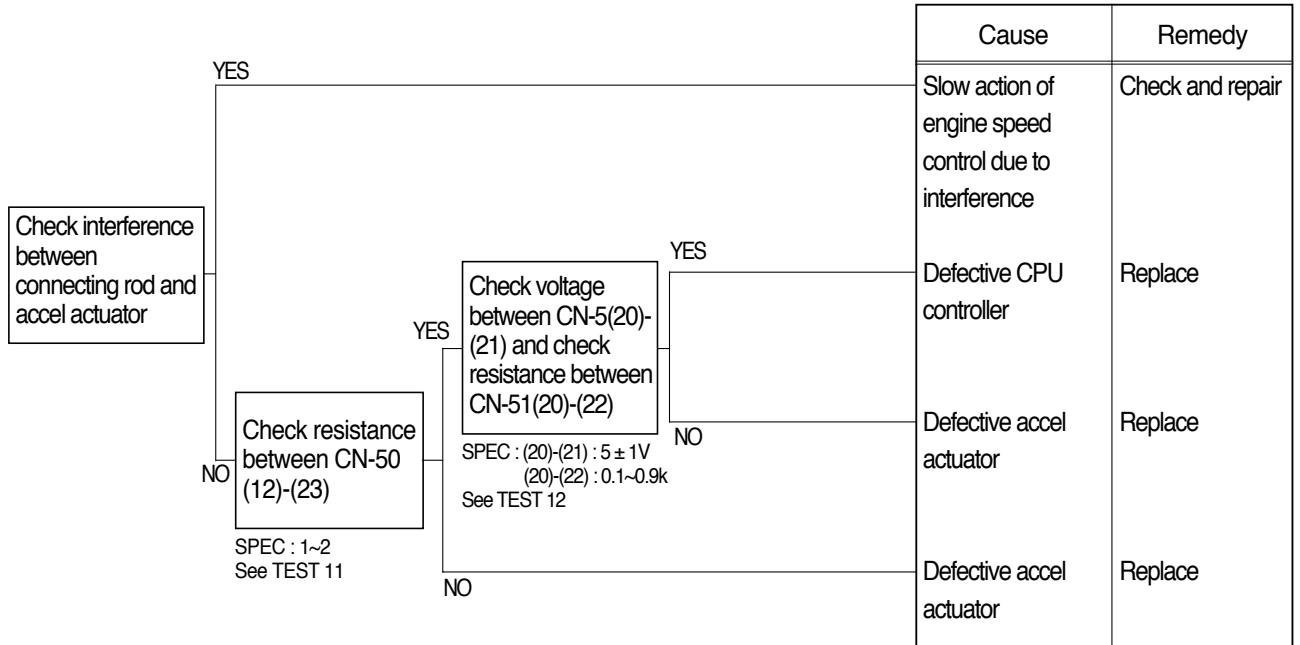 Cause
Remedy
YES
Slow action of
engine speed
control due to
interference
Check and repair
Check interference
between
connecting rod and
accel actuator
YES
Defective CPU
controller
Replace
YES
Check voltage
between CN-5(20)-
(21) and check
resistance between
CN-51(20)-(22)
NO
SPEC : (20)-(21) : 5 ± 1V
(20)-(22) : 0.1~0.9k
See TEST 12
Defective accel
actuator
Replace
NO
Check resistance
between CN-50
(12)-(23)
SPEC : 1~2
See TEST 11
NO
Defective accel
actuator
Replace